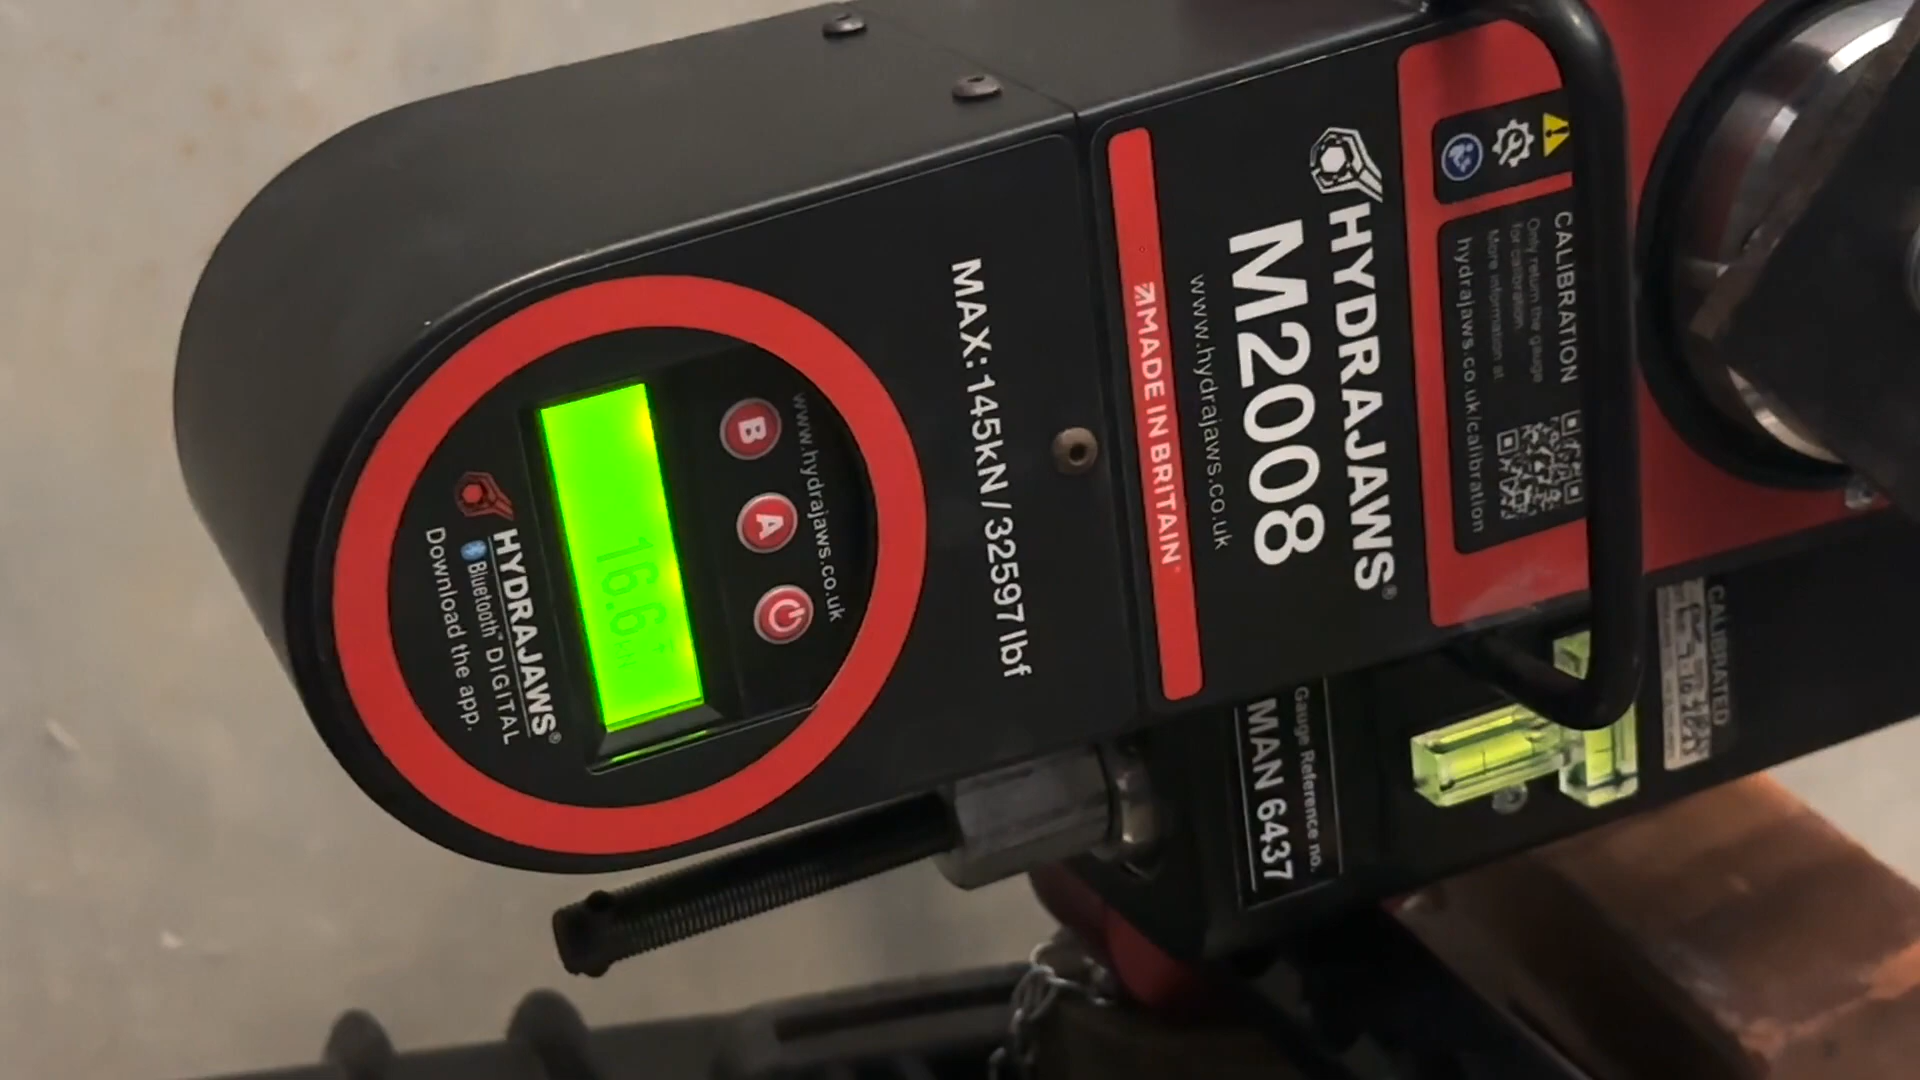 CALIBRATION
Only return the gauge
for calibration.
More information at
hydrajaws.co.uk/calibration
HYDRAJAWS®
M2008
www.hydrajaws.co.uk
MADE IN BRITAIN
MAX:145kN / 32597 lbf
www.hydrajaws.co.uk
B
A
16.6
kN
HYDRAJAWS®
Bluetooth™ DIGITAL
Download the app.
CALIBRATED
Gauge Reference no.
MAN 6437